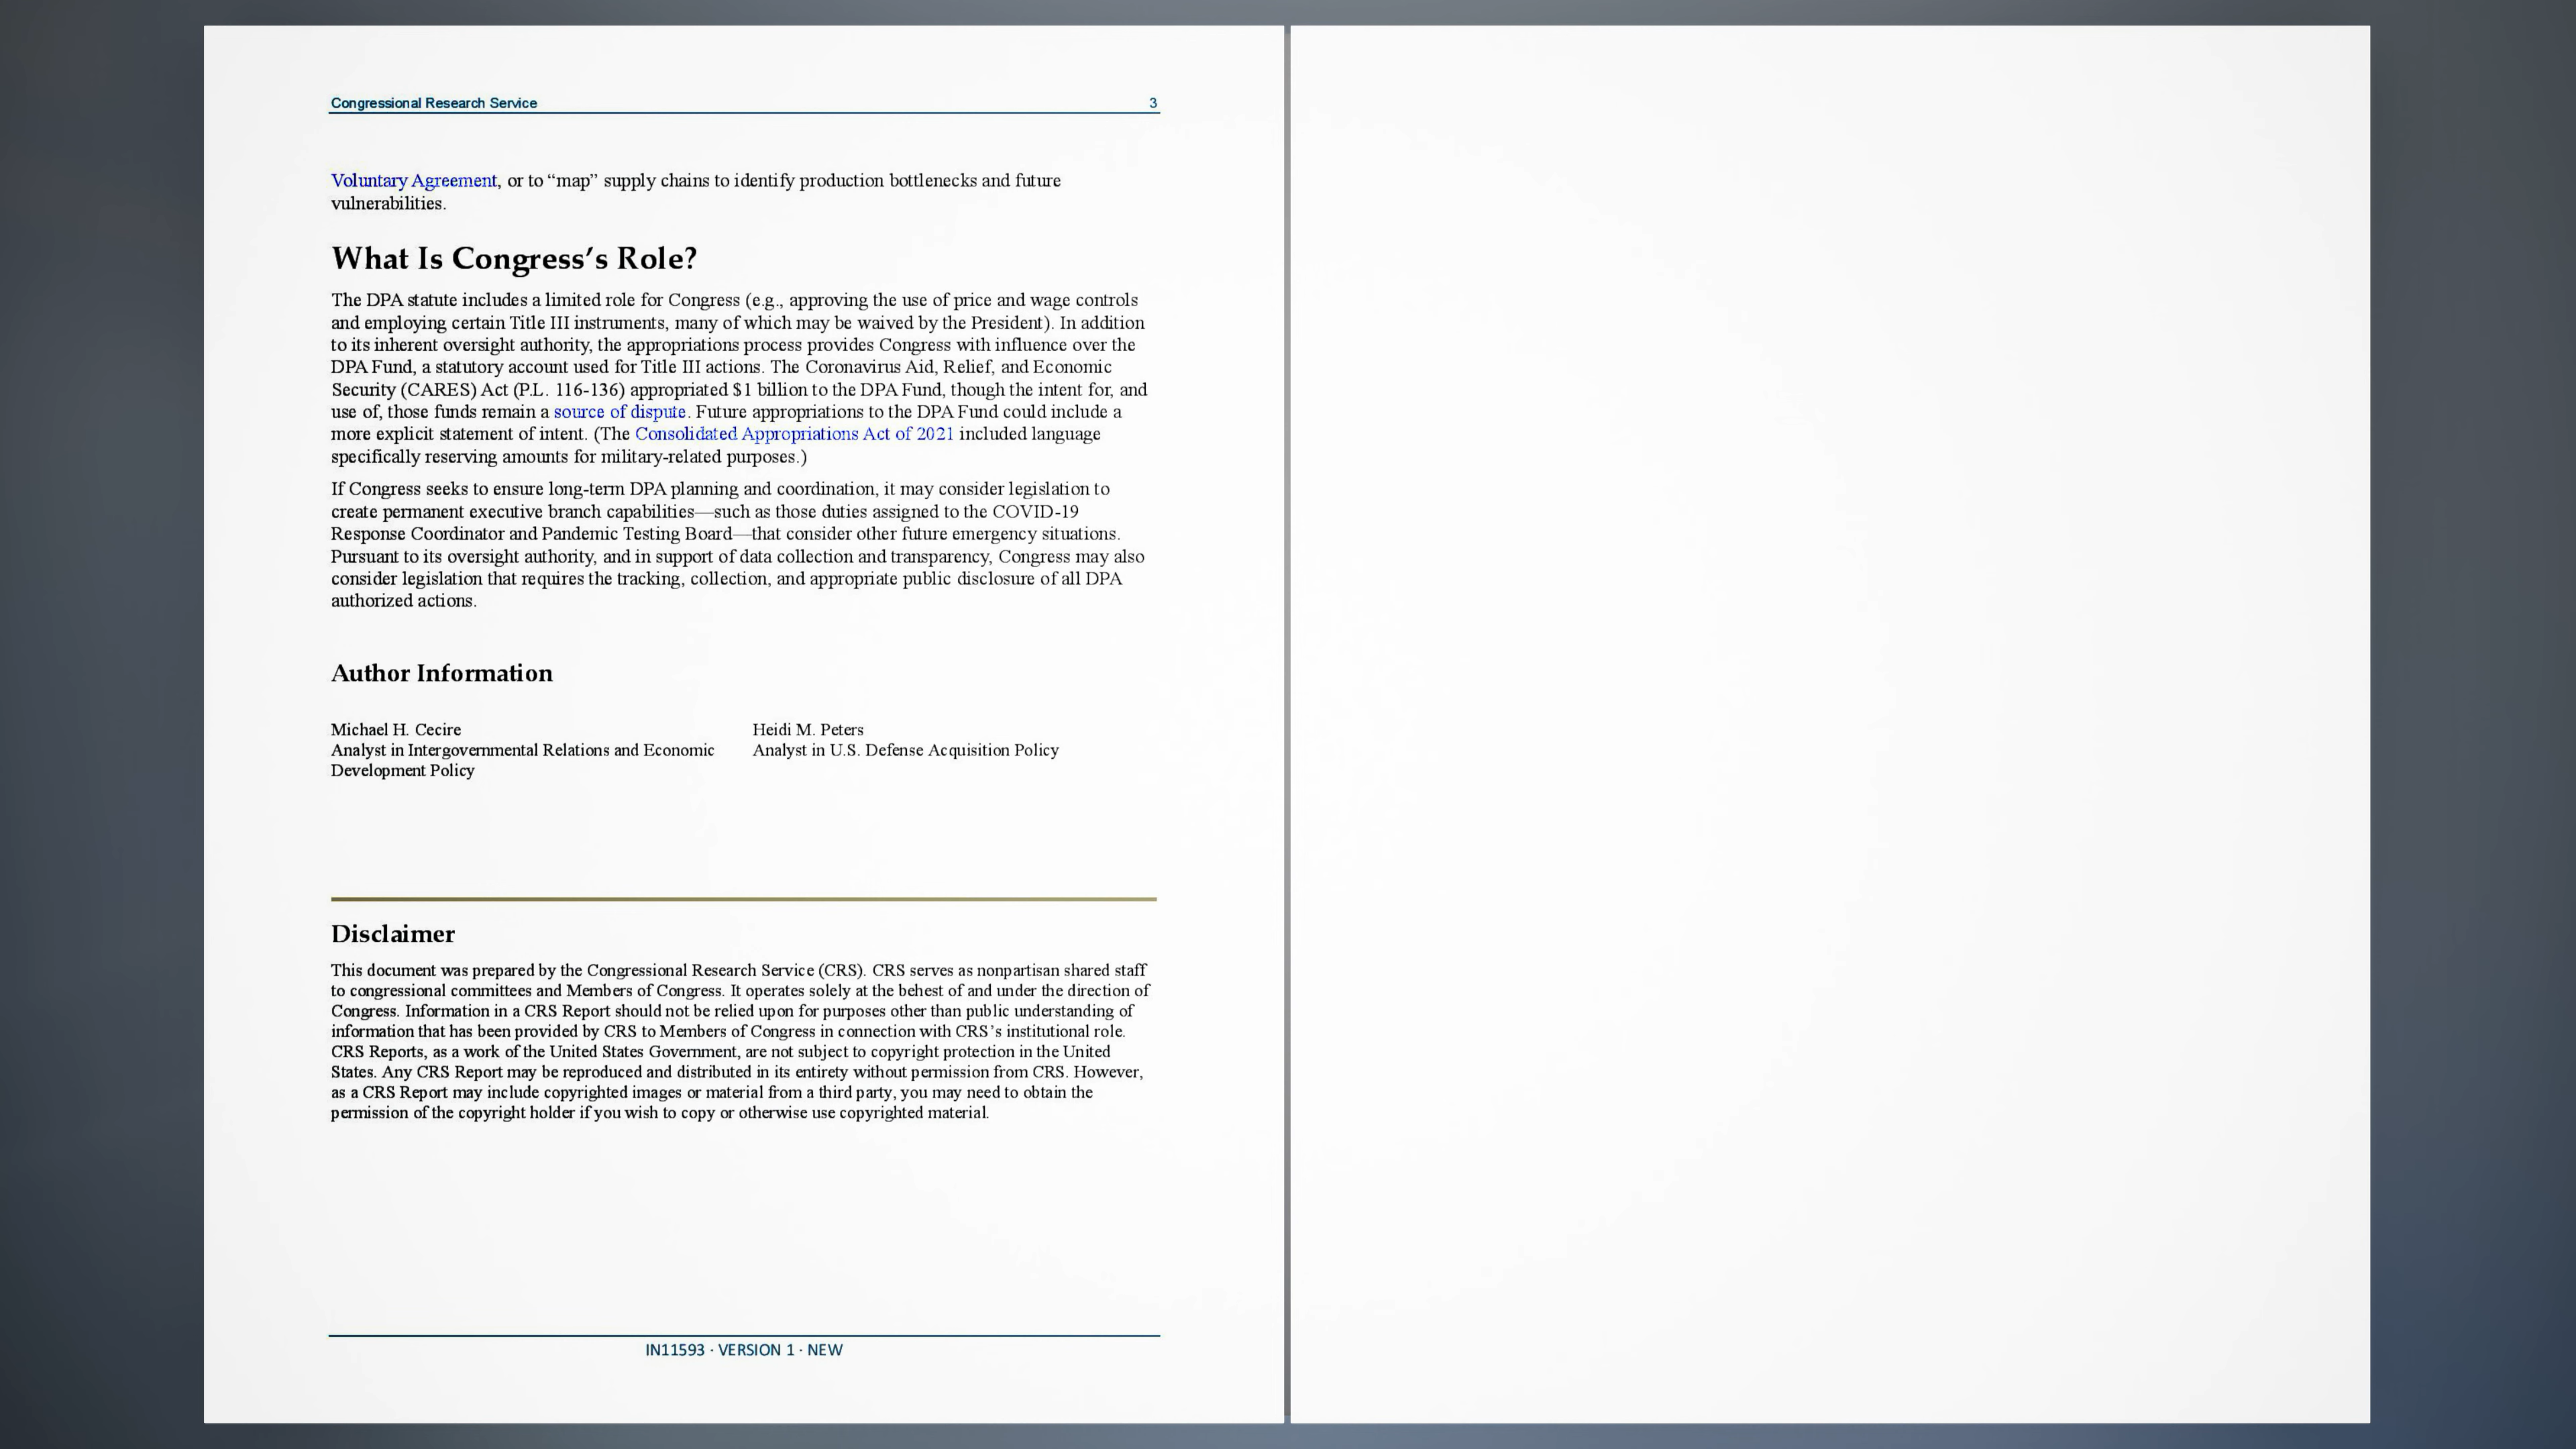 Congressional Research Service 3
Voluntary Agreement, or to “map” supply chains to identify production bottlenecks and future
vulnerabilities.
What Is Congress’s Role?
The DPA statute includes a limited role for Congress (e.g., approving the use of price and wage controls
and employing certain Title III instruments, many of which may be waived by the President). In addition
to its inherent oversight authority, the appropriations process provides Congress with influence over the
DPA Fund, a statutory account used for Title III actions. The Coronavirus Aid, Relief, and Economic
Security (CARES) Act (P.L. 116-136) appropriated $1 billion to the DPA Fund, though the intent for, and
use of, those funds remain a source of dispute. Future appropriations to the DPA Fund could include a
more explicit statement of intent. (The Consolidated Appropriations Act of 2021 included language
specifically reserving amounts for military-related purposes.)
If Congress seeks to ensure long-term DPA planning and coordination, it may consider legislation to
create permanent executive branch capabilities—such as those duties assigned to the COVID-19
Response Coordinator and Pandemic Testing Board—that consider other future emergency situations.
Pursuant to its oversight authority, and in support of data collection and transparency, Congress may also
consider legislation that requires the tracking, collection, and appropriate public disclosure of all DPA
authorized actions.
Author Information
Michael H. Cecire
Analyst in Intergovernmental Relations and Economic
Development Policy
Heidi M. Peters
Analyst in U.S. Defense Acquisition Policy
Disclaimer
This document was prepared by the Congressional Research Service (CRS). CRS serves as nonpartisan shared staff
to congressional committees and Members of Congress. It operates solely at the behest of and under the direction of
Congress. Information in a CRS Report should not be relied upon for purposes other than public understanding of
information that has been provided by CRS to Members of Congress in connection with CRS’s institutional role.
CRS Reports, as a work of the United States Government, are not subject to copyright protection in the United
States. Any CRS Report may be reproduced and distributed in its entirety without permission from CRS. However,
as a CRS Report may include copyrighted images or material from a third party, you may need to obtain the
permission of the copyright holder if you wish to copy or otherwise use copyrighted material.
IN11593 · VERSION 1 · NEW